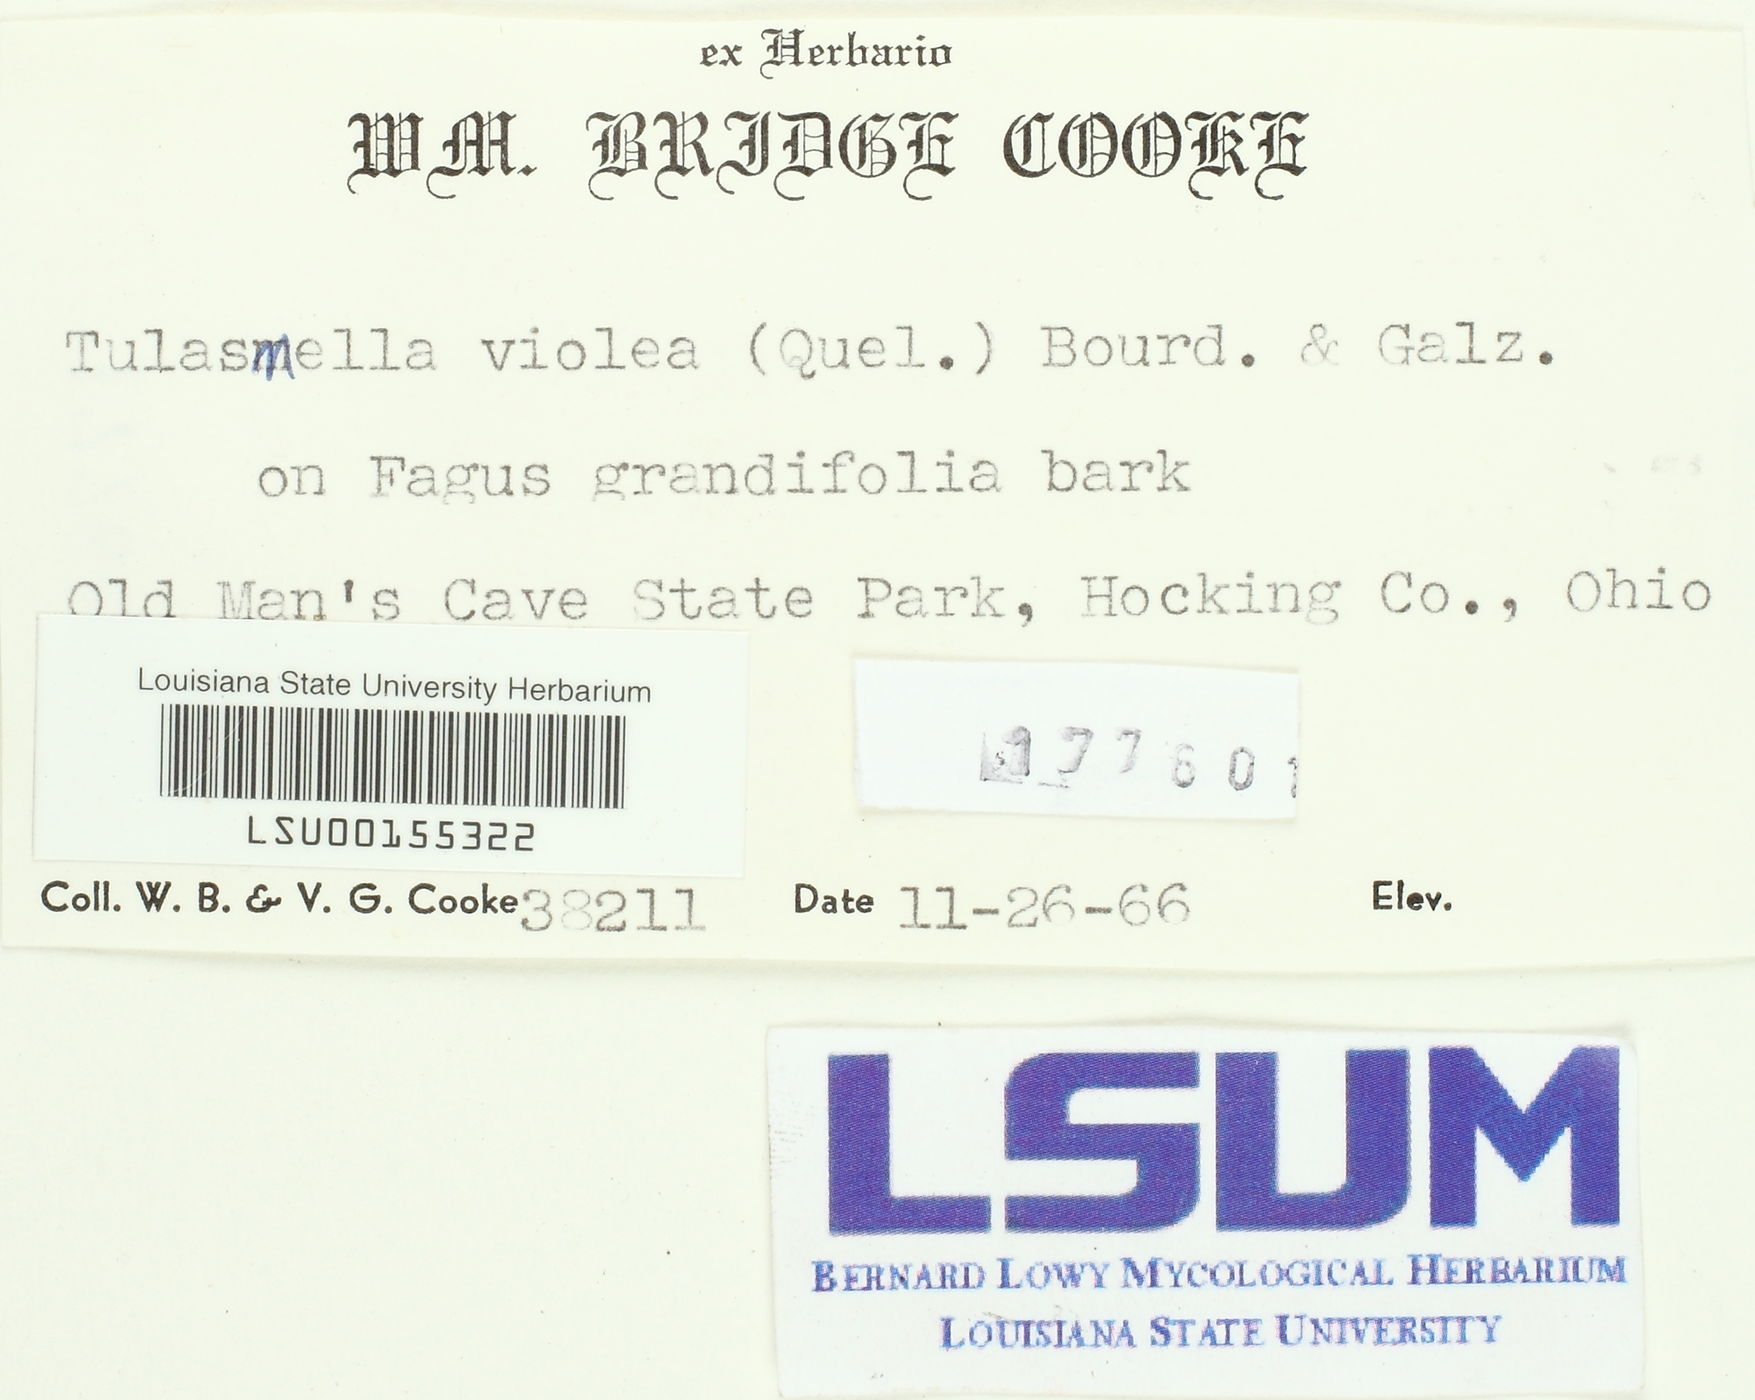 ex Herbario
WM. BRIDGE COOKE
Tulasnella violea (Quel.) Bourd. & Galz.
on Fagus grandifolia bark
Old Man's Cave State Park, Hocking Co., Ohio
Louisiana State University Herbarium
LSU00155322
Coll. W. B. & V. G. Cooke 38211 Date 11-26-66 Elev.
LSUM
BERNARD LOWY MYCOLOGICAL HERBARIUM
LOUISIANA STATE UNIVERSITY